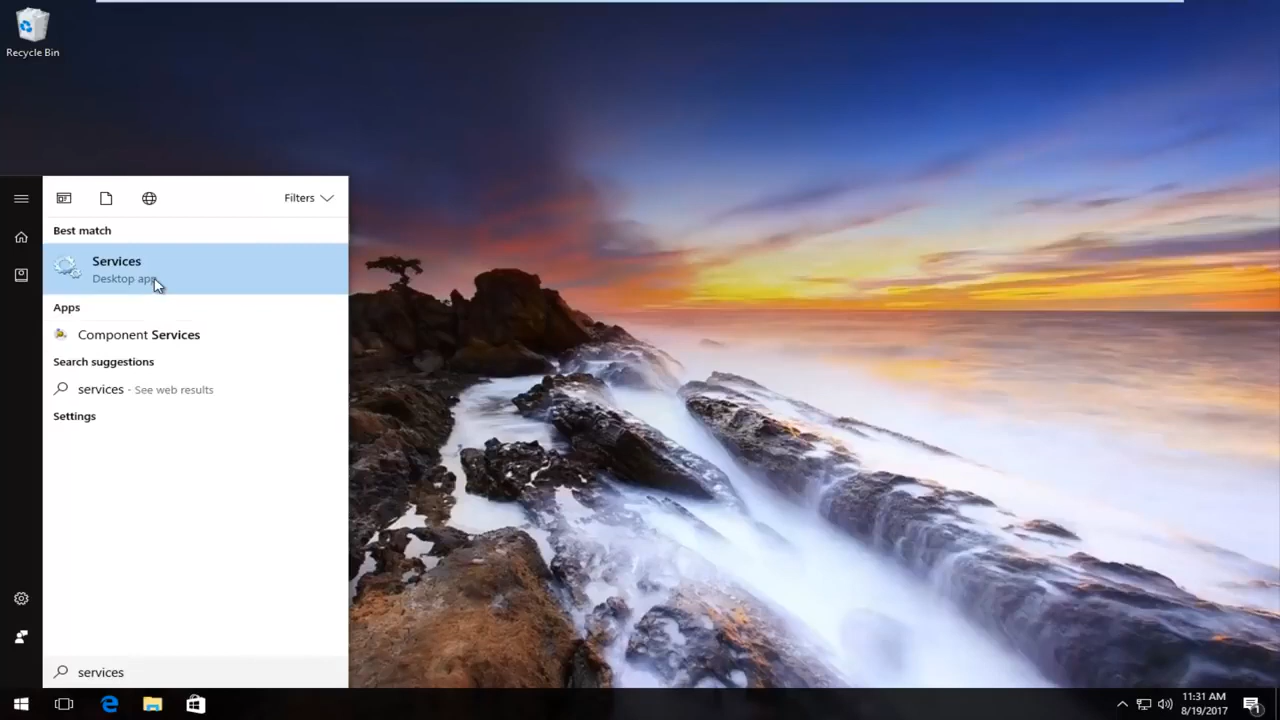 Recycle Bin
Filters
Best match
Services
Desktop app
Apps
Component Services
Search suggestions
services - See web results
Settings
services
11:31 AM
8/19/2017
1